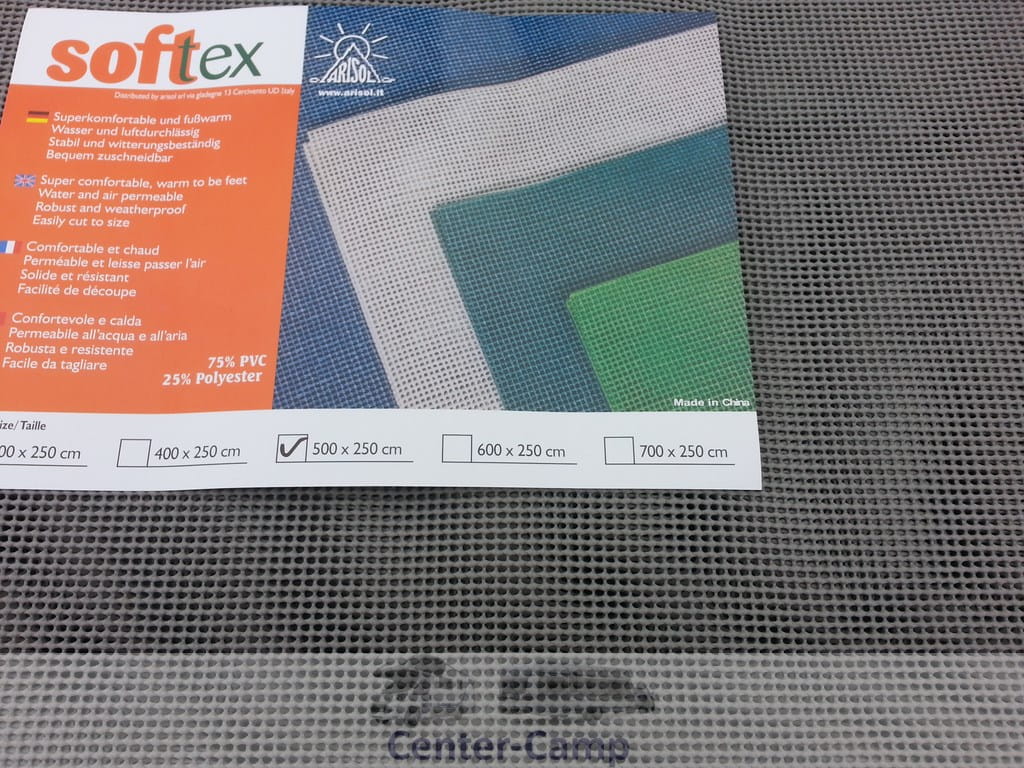 softtex
Distributed by arisol srl via gladegna 13 Cercivento UD Italy
ARISOL
www.arisol.it
Superkomfortable und fußwarm
Wasser und luftdurchlässig
Stabil und witterungsbeständig
Bequem zuschneidbar
Super comfortable, warm to be feet
Water and air permeable
Robust and weatherproof
Easily cut to size
Comfortable et chaud
Perméable et leisse passer l'air
Solide et résistant
Facilité de découpe
Confortevole e calda
Permeabile all'acqua e all'aria
Robusta e resistente
Facile da tagliare
75% PVC
25% Polyester
Made in China
ize/ Taille
00 x 250 cm
400 x 250 cm
500 x 250 cm
600 x 250 cm
700 x 250 cm
Center-Camp